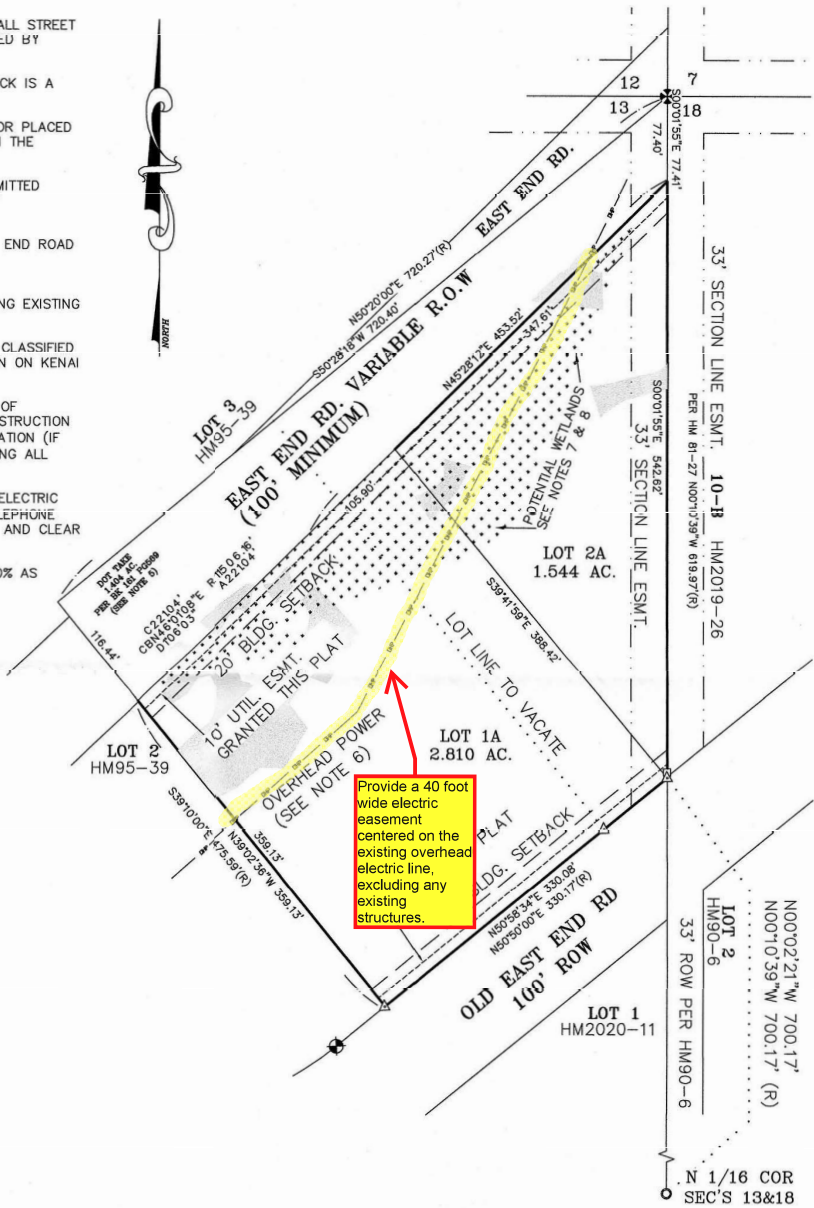 ALL STREET
ED BY
CK IS A
OR PLACED
THE
MITTED
END ROAD
NG EXISTING
CLASSIFIED
N ON KENAI
OF
STRUCTION
ATION (IF
NG ALL
ELECTRIC
LEPHONE
AND CLEAR
0% AS
NORTH
12
7
13
18
S00°01'55"E 77.41'
77.40'
EAST END RD.
N50°20'00"E 720.27'(R)
S50°28'18"W 720.40'
EAST END RD. VARIABLE R.O.W
(100' MINIMUM)
LOT 3
HM95-39
N45°28'12"E 453.52'
347.61'
105.90'
33' SECTION LINE ESMT.
PER HM 81-27 N00°10'39"W 619.97'(R)
10-B HM2019-26
S00°01'55"E 542.62'
33' SECTION LINE ESMT.
POTENTIAL WETLANDS
SEE NOTES 7 & 8
LOT 2A
1.544 AC.
DOT TAKE
1.404 AC.
PER BK 161 PG569
(SEE NOTE 6)
116.44'
C22104'
A22104'
20' BLDG. SETBACK
10' UTIL. ESMT.
GRANTED THIS PLAT
S39°41'59"E 388.42'
LOT LINE TO VACATE
OHP
LOT 2
HM95-39
OVERHEAD POWER
(SEE NOTE 6)
LOT 1A
2.810 AC.
S39°10'00"E 475.59'(R)
N39°02'36"W 359.13'
359.13'
Provide a 40 foot
wide electric
easement
centered on the
existing overhead
electric line,
excluding any
existing
structures.
PLAT
BLDG. SETBACK
N50°58'34"E 330.08'
N50°50'00"E 330.17'(R)
OLD EAST END RD
100' ROW
LOT 1
HM2020-11
LOT 2
HM90-6
33' ROW PER HM90-6
N00°02'21"W 700.17'
N00°10'39"W 700.17' (R)
N 1/16 COR
SEC'S 13&18